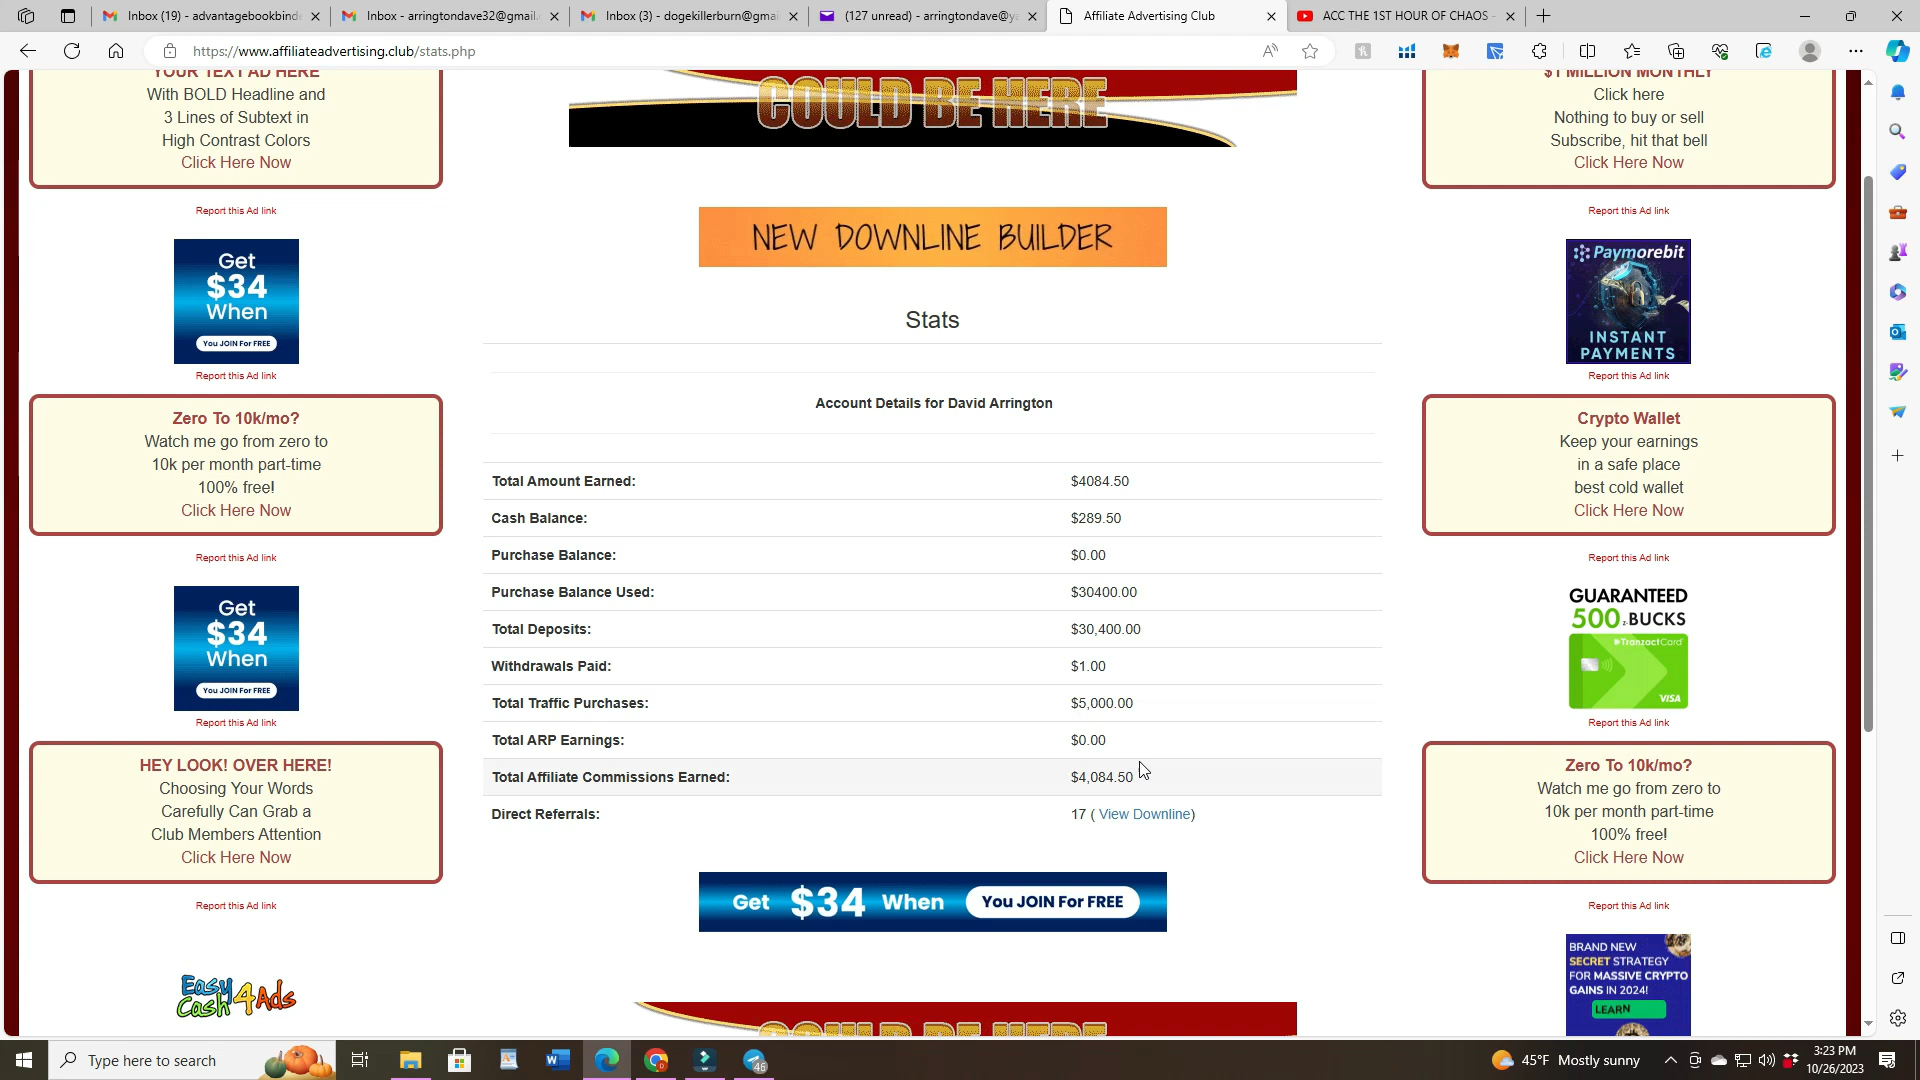 Inbox (19) - advantagebookbind
Inbox - arringtondave32@gmail.
Inbox (3) - dogekillerburn@gma
(127 unread) - arringtondave@y
Affiliate Advertising Club
ACC THE 1ST HOUR OF CHAOS -
https://www.affiliateadvertising.club/stats.php
YOUR TEXT AD HERE
With BOLD Headline and
3 Lines of Subtext in
High Contrast Colors
Click Here Now
Report this Ad link
Get
$34
When
You JOIN For FREE
Report this Ad link
Zero To 10k/mo?
Watch me go from zero to
10k per month part-time
100% free!
Click Here Now
Report this Ad link
Get
$34
When
You JOIN For FREE
Report this Ad link
HEY LOOK! OVER HERE!
Choosing Your Words
Carefully Can Grab a
Club Members Attention
Click Here Now
Report this Ad link
Easy
Cash4Ads
COULD BE HERE
NEW DOWNLINE BUILDER
Stats
Account Details for David Arrington
Total Amount Earned: $4084.50
Cash Balance: $289.50
Purchase Balance: $0.00
Purchase Balance Used: $30400.00
Total Deposits: $30,400.00
Withdrawals Paid: $1.00
Total Traffic Purchases: $5,000.00
Total ARP Earnings: $0.00
Total Affiliate Commissions Earned: $4,084.50
Direct Referrals: 17 ( View Downline)
Get $34 When You JOIN For FREE
COULD BE HERE
$1 MILLION MONTHLY
Click here
Nothing to buy or sell
Subscribe, hit that bell
Click Here Now
Report this Ad link
Paymorebit
INSTANT
PAYMENTS
Report this Ad link
Crypto Wallet
Keep your earnings
in a safe place
best cold wallet
Click Here Now
Report this Ad link
GUARANTEED
500 z-BUCKS
TranzactCard
VISA
Report this Ad link
Zero To 10k/mo?
Watch me go from zero to
10k per month part-time
100% free!
Click Here Now
Report this Ad link
BRAND NEW
SECRET STRATEGY
FOR MASSIVE CRYPTO
GAINS IN 2024!
LEARN
Type here to search
46
45°F Mostly sunny
3:23 PM
10/26/2023